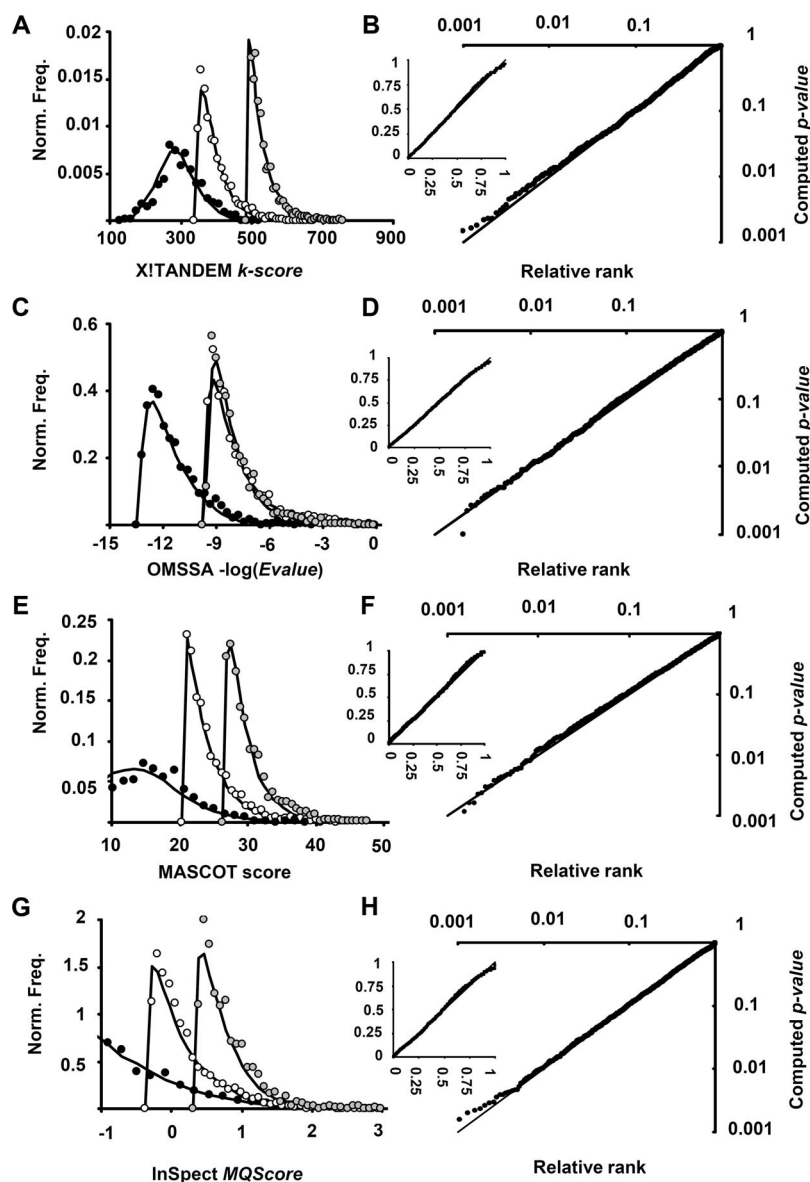 A
Norm. Freq.
0.02
0.015
0.01
0.005
0
100 300 500 700 900
X!TANDEM k-score
B
0.001 0.01 0.1 1
1
0.75
0.5
0.25
0
0 0.25 0.5 0.75 1
0.1
0.01
0.001
Computed p-value
Relative rank
C
Norm. Freq.
0.6
0.4
0.2
-15 -12 -9 -6 -3 0
OMSSA -log(Evalue)
D
0.001 0.01 0.1 1
1
0.75
0.5
0.25
0
0 0.25 0.5 0.75 1
0.1
0.01
0.001
Computed p-value
Relative rank
E
Norm. Freq.
0.25
0.2
0.15
0.1
0.05
10 20 30 40 50
MASCOT score
F
0.001 0.01 0.1 1
1
0.75
0.5
0.25
0
0 0.25 0.5 0.75 1
0.1
0.01
0.001
Computed p-value
Relative rank
G
Norm. Freq.
2
1.5
1
0.5
-1 0 1 2 3
InSpect MQScore
H
0.001 0.01 0.1 1
1
0.75
0.5
0.25
0
0 0.25 0.5 0.75 1
0.1
0.01
0.001
Computed p-value
Relative rank